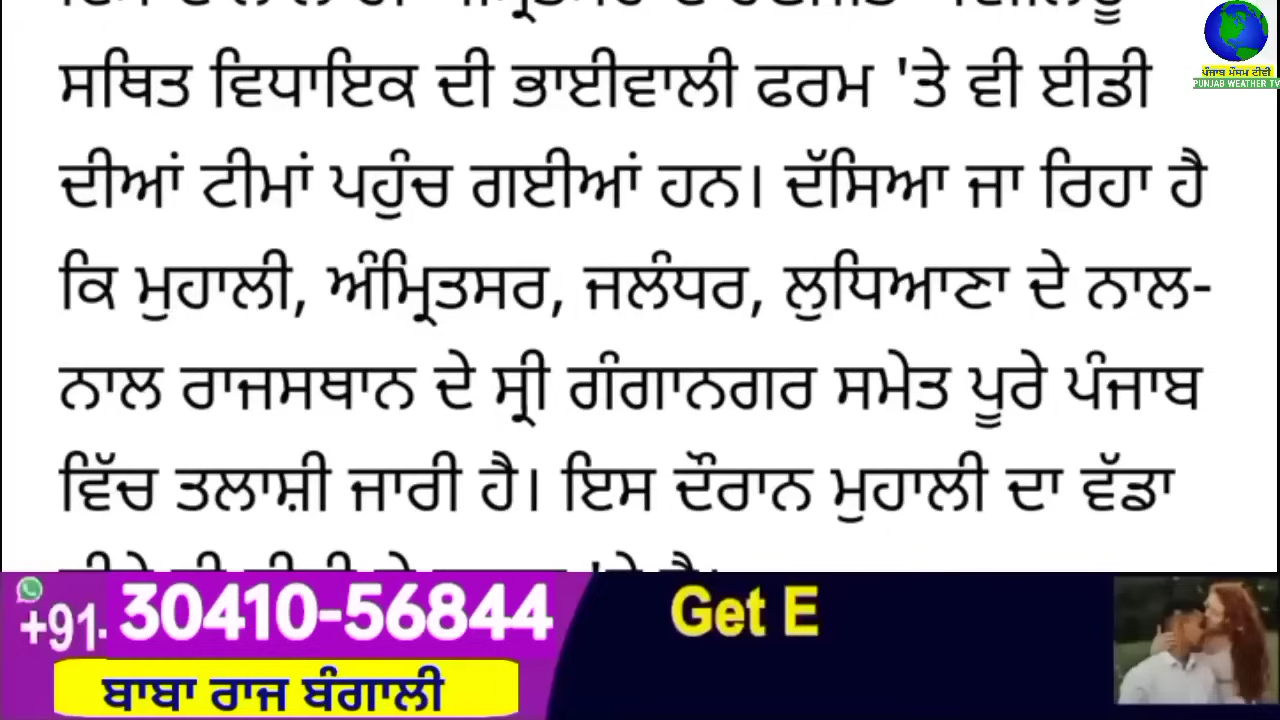 ਸਥਿਤ ਵਿਧਾਇਕ ਦੀ ਭਾਈਵਾਲੀ ਫਰਮ 'ਤੇ ਵੀ ਈਡੀ
ਦੀਆਂ ਟੀਮਾਂ ਪਹੁੰਚ ਗਈਆਂ ਹਨ। ਦੱਸਿਆ ਜਾ ਰਿਹਾ ਹੈ
ਕਿ ਮੁਹਾਲੀ, ਅੰਮ੍ਰਿਤਸਰ, ਜਲੰਧਰ, ਲੁਧਿਆਣਾ ਦੇ ਨਾਲ-
ਨਾਲ ਰਾਜਸਥਾਨ ਦੇ ਸ੍ਰੀ ਗੰਗਾਨਗਰ ਸਮੇਤ ਪੂਰੇ ਪੰਜਾਬ
ਵਿੱਚ ਤਲਾਸ਼ੀ ਜਾਰੀ ਹੈ। ਇਸ ਦੌਰਾਨ ਮੁਹਾਲੀ ਦਾ ਵੱਡਾ
ਪੰਜਾਬ ਮੌਸਮ ਟੀਵੀ
PUNJAB WEATHER TV
+91- 30410-56844
ਬਾਬਾ ਰਾਜ ਬੰਗਾਲੀ
Get E